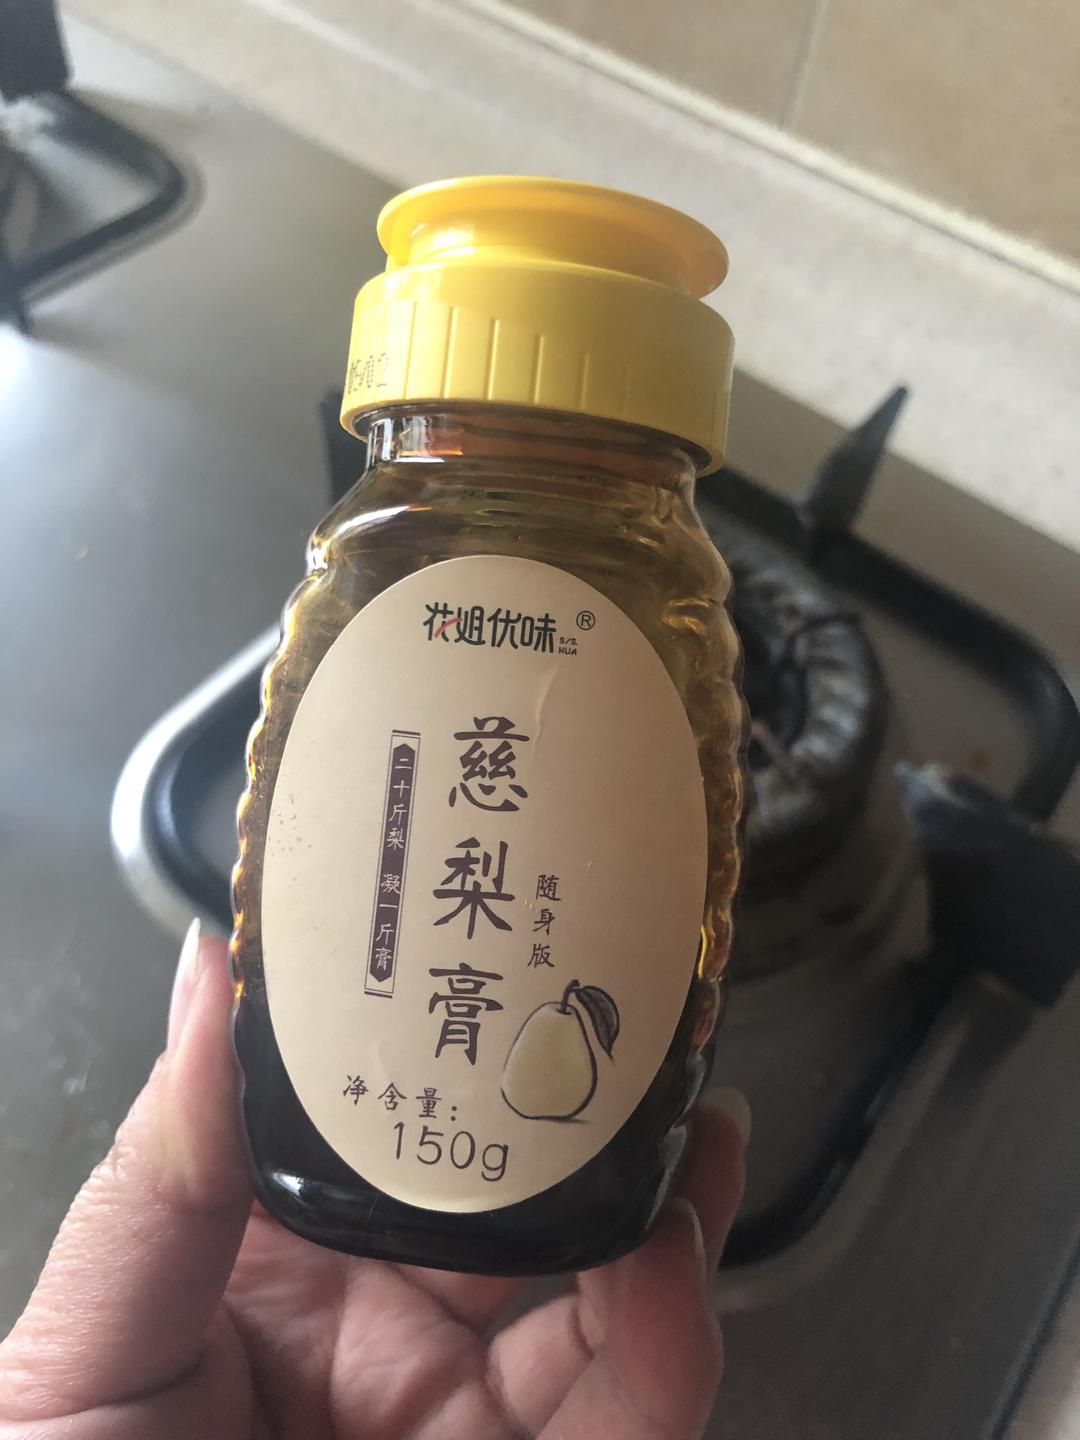 花姐优味®
S/S.
HUA
慈梨膏
二十斤梨 凝一斤膏
随身版
净含量:
150g